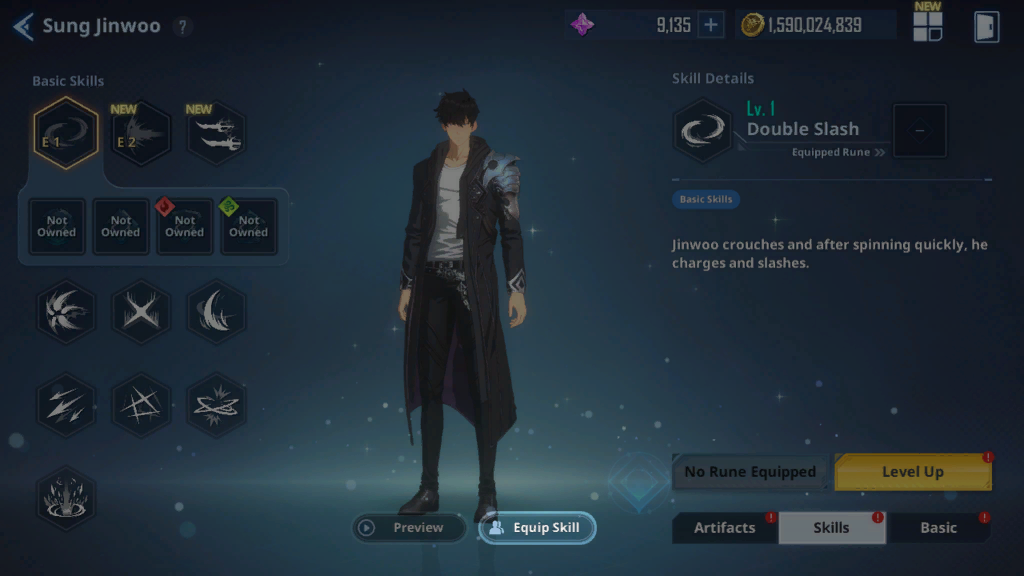 Sung Jinwoo ?
9,135 +
1,590,024,839
NEW
Basic Skills
E 1
NEW
E 2
NEW
Not Owned
Not Owned
Not Owned
Not Owned
Preview
Equip Skill
Skill Details
Lv. 1
Double Slash
Equipped Rune
Basic Skills
Jinwoo crouches and after spinning quickly, he
charges and slashes.
No Rune Equipped
Level Up
!
Artifacts
!
Skills
!
Basic
!